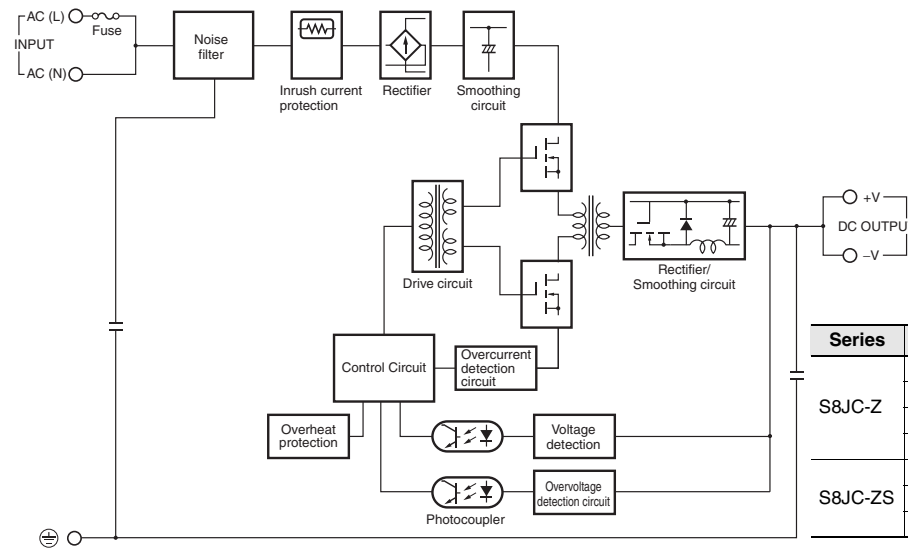 AC (L)
Fuse
INPUT
AC (N)
Noise
filter
Inrush current
protection
Rectifier
Smoothing
circuit
Drive circuit
Rectifier/
Smoothing circuit
+V
DC OUTPU
–V
Control Circuit
Overcurrent
detection
circuit
Overheat
protection
Voltage
detection
Overvoltage
detection circuit
Photocoupler
Series
S8JC-Z
S8JC-ZS